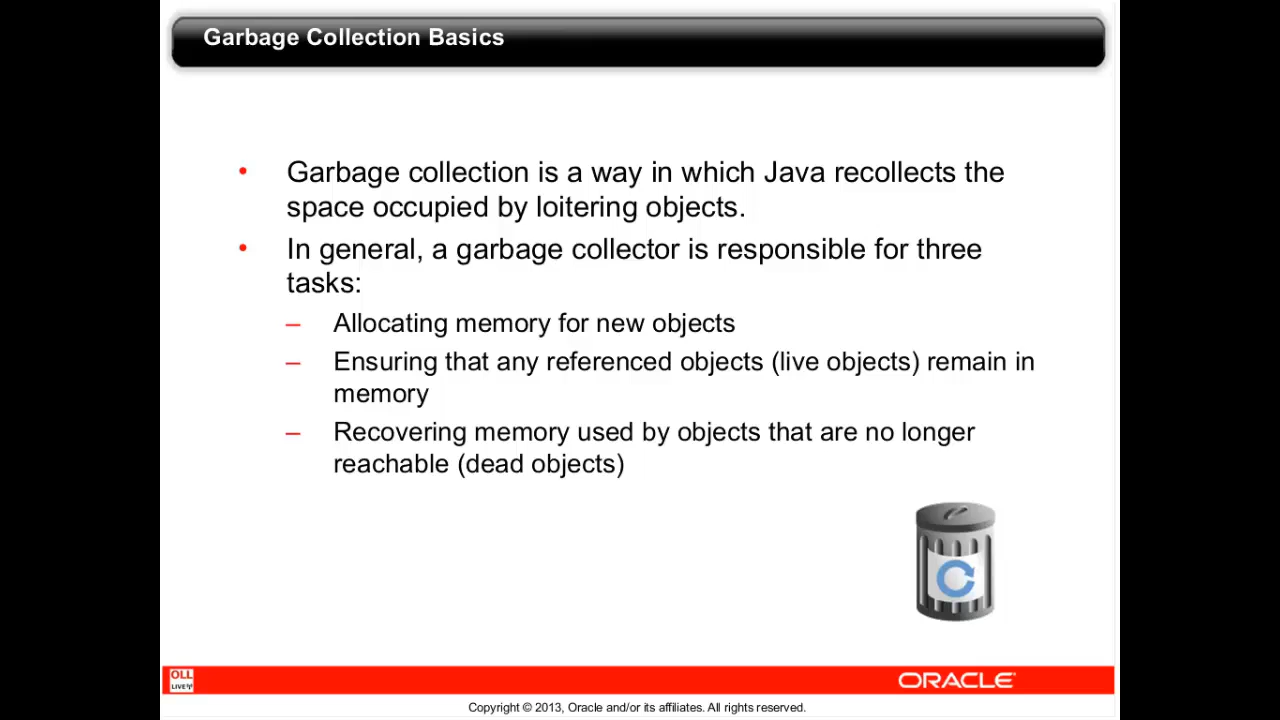 Garbage Collection Basics
• Garbage collection is a way in which Java recollects the
space occupied by loitering objects.
• In general, a garbage collector is responsible for three
tasks:
– Allocating memory for new objects
– Ensuring that any referenced objects (live objects) remain in
memory
– Recovering memory used by objects that are no longer
reachable (dead objects)
OLL
LIVE
ORACLE
Copyright © 2013, Oracle and/or its affiliates. All rights reserved.